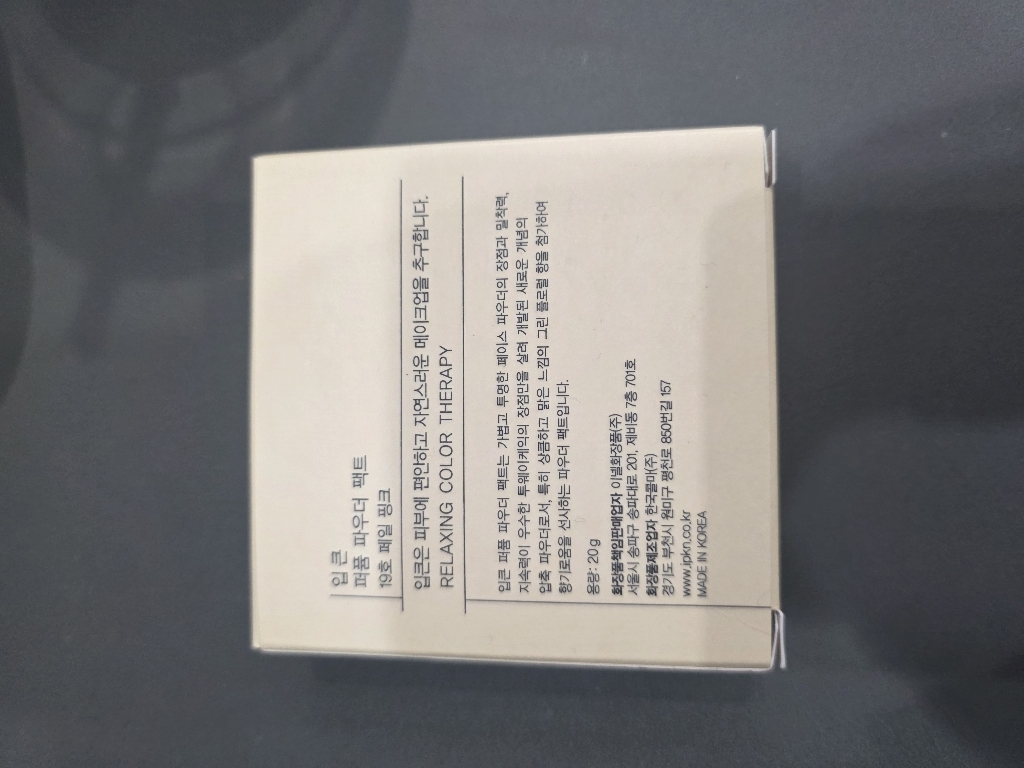 입큰
퍼퓸 파우더 팩트
19호 페일 핑크
입큰은 피부에 편안하고 자연스러운 메이크업을 추구합니다.
RELAXING COLOR THERAPY
입큰 퍼퓸 파우더 팩트는 가볍고 투명한 페이스 파우더의 장점과 밀착력,
지속력이 우수한 투웨이케익의 장점만을 살려 개발된 새로운 개념의
압축 파우더로서, 특히 상큼하고 맑은 느낌의 그린 플로럴 향을 첨가하여
향기로움을 선사하는 파우더 팩트입니다.
용량: 20g
화장품책임판매업자 이넬화장품(주)
서울시 송파구 송파대로 201, 제비동 7층 701호
화장품제조업자 한국콜마(주)
경기도 부천시 원미구 평천로 850번길 157
www.ipkn.co.kr
MADE IN KOREA